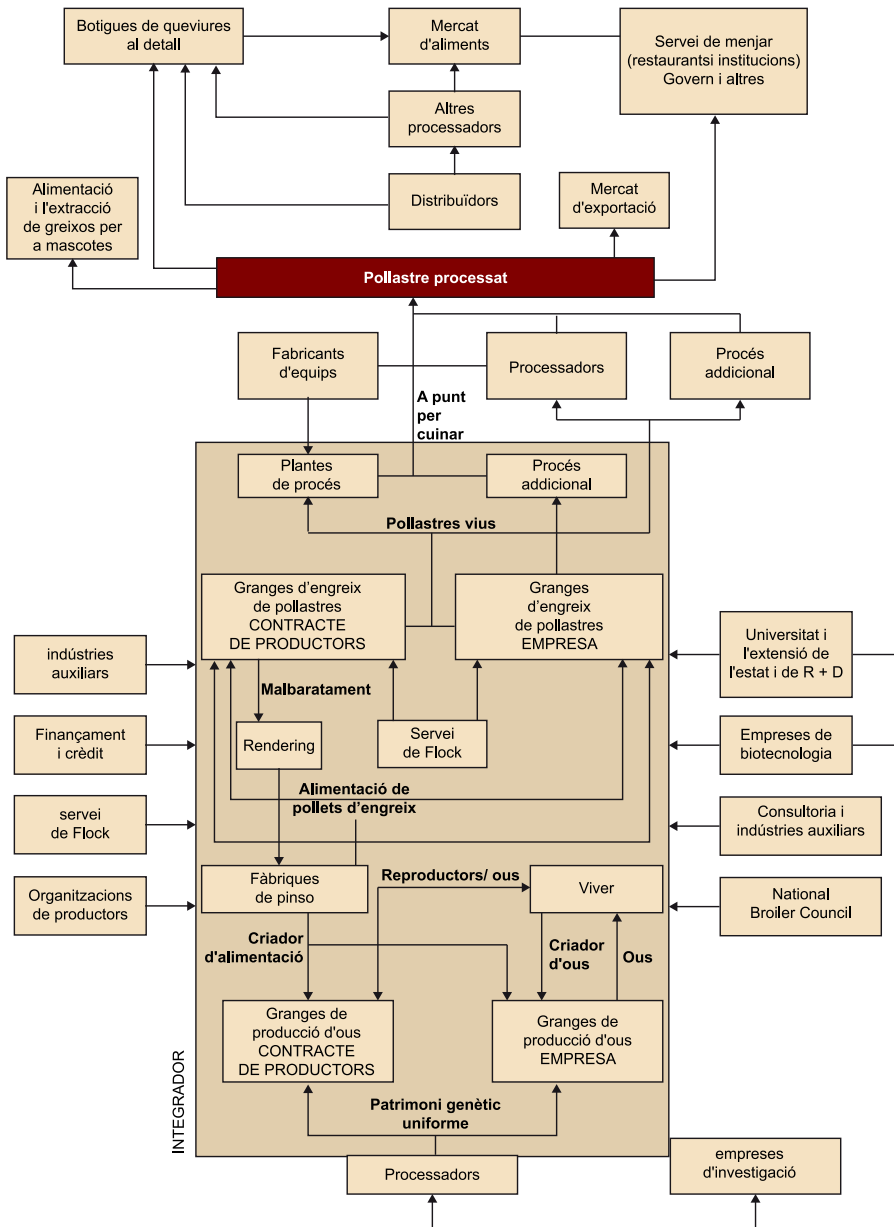 Botigues de queviures
al detall
Mercat
d'aliments
Servei de menjar
(restaurantsi institucions)
Govern i altres
Altres
processadors
Distribuïdors
Alimentació
i l'extracció
de greixos per
a mascotes
Mercat
d'exportació
Pollastre processat
Fabricants
d'equips
Processadors
Procés
addicional
A punt
per
cuinar
Plantes
de procés
Procés
addicional
Pollastres vius
Granges d'engreix
de pollastres
CONTRACTE
DE PRODUCTORS
Granges
d'engreix
de pollastres
EMPRESA
indústries
auxiliars
Universitat i
l'extensió de
l'estat i de R + D
Malbaratament
Rendering
Servei
de Flock
Finançament
i crèdit
Empreses de
biotecnologia
Alimentació de
pollets d'engreix
servei
de Flock
Consultoria i
indústries auxiliars
Fàbriques
de pinso
Reproductors/ ous
Viver
Organitzacions
de productors
National
Broiler Council
Criador
d'alimentació
Criador
d'ous
Ous
Granges de
producció d'ous
CONTRACTE
DE PRODUCTORS
Granges de
producció d'ous
EMPRESA
INTEGRADOR
Patrimoni genètic
uniforme
Processadors
empreses
d'investigació